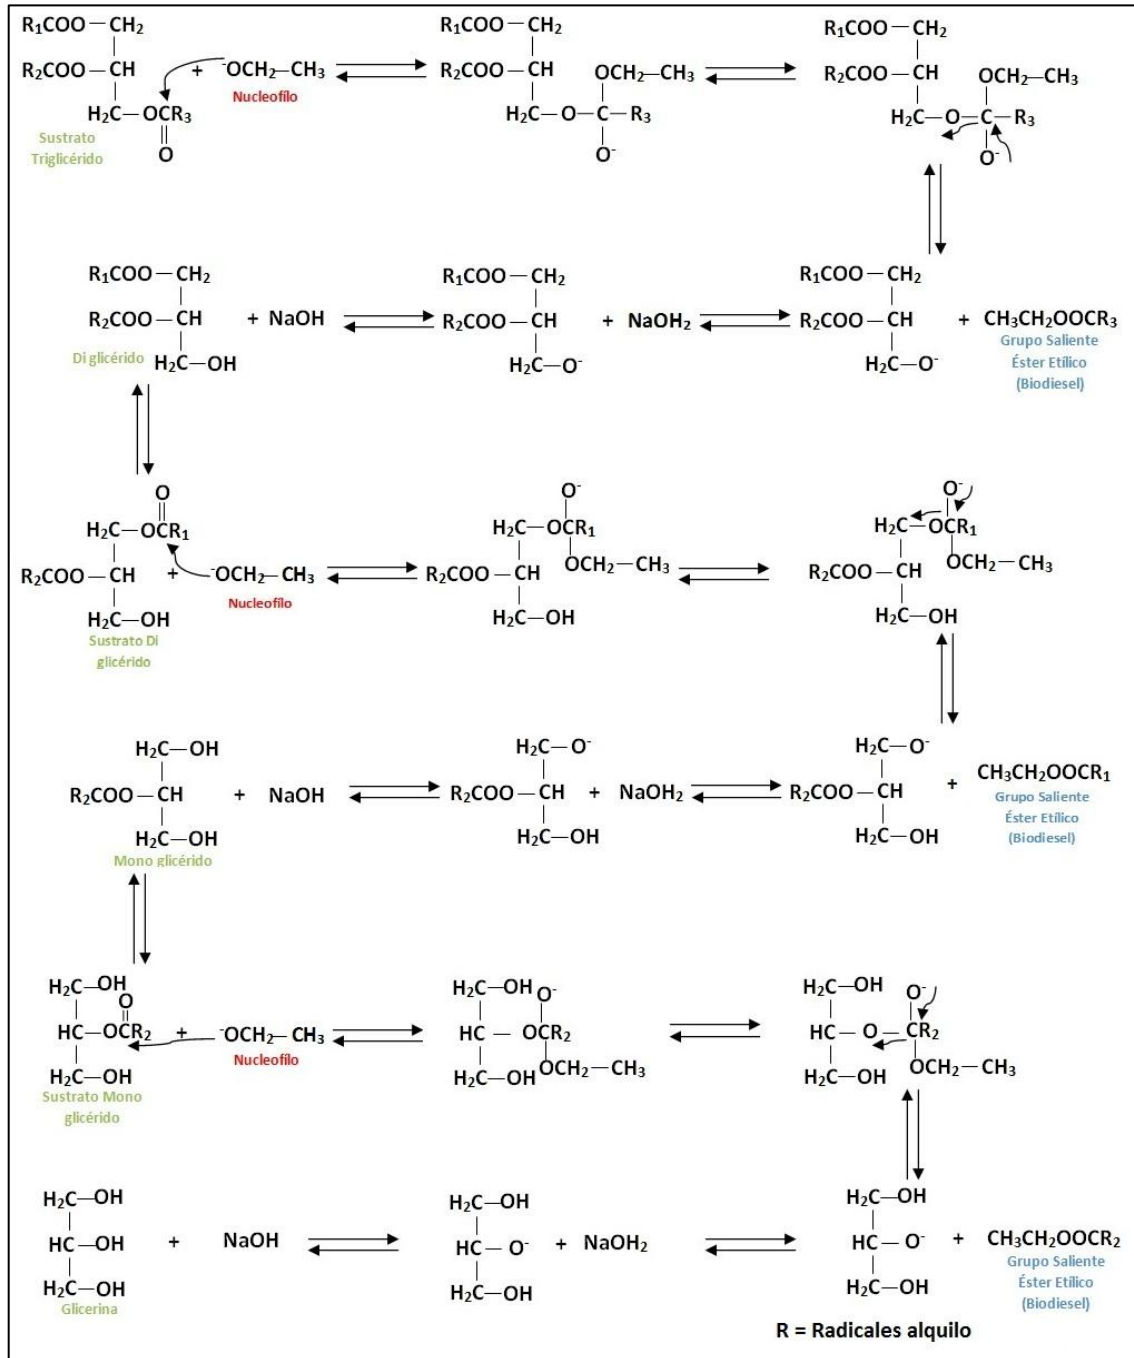 R₁COO—CH₂
R₂COO—CH + ⁻OCH₂—CH₃
Nucleofílo
H₂C—OCR₃
O
Sustrato
Triglicérido
R₁COO—CH₂
R₂COO—CH OCH₂—CH₃
H₂C—O—C—R₃
O⁻
R₁COO—CH₂
R₂COO—CH OCH₂—CH₃
H₂C—O—C—R₃
O⁻
R₁COO—CH₂
R₂COO—CH + NaOH
H₂C—OH
Di glicérido
R₁COO—CH₂
R₂COO—CH + NaOH₂
H₂C—O⁻
R₁COO—CH₂
R₂COO—CH + CH₃CH₂OOCR₃
H₂C—O⁻
Grupo Saliente
Éster Etílico
(Biodiesel)
O
H₂C—OCR₁
R₂COO—CH + ⁻OCH₂—CH₃
Nucleofílo
H₂C—OH
Sustrato Di
glicérido
O⁻
H₂C—OCR₁
OCH₂—CH₃
R₂COO—CH
H₂C—OH
O⁻
H₂C—OCR₁
OCH₂—CH₃
R₂COO—CH
H₂C—OH
H₂C—OH
R₂COO—CH + NaOH
H₂C—OH
Mono glicérido
H₂C—O⁻
R₂COO—CH + NaOH₂
H₂C—OH
H₂C—O⁻
R₂COO—CH + CH₃CH₂OOCR₁
H₂C—OH
Grupo Saliente
Éster Etílico
(Biodiesel)
H₂C—OH
O
HC—OCR₂ + ⁻OCH₂—CH₃
Nucleofílo
H₂C—OH
Sustrato Mono
glicérido
H₂C—OH O⁻
HC — OCR₂
H₂C—OH OCH₂—CH₃
H₂C—OH O⁻
HC — O — CR₂
H₂C—OH OCH₂—CH₃
H₂C—OH
HC—OH + NaOH
H₂C—OH
Glicerina
H₂C—OH
HC— O⁻ + NaOH₂
H₂C—OH
H₂C—OH
HC— O⁻ + CH₃CH₂OOCR₂
H₂C—OH
Grupo Saliente
Éster Etílico
(Biodiesel)
R = Radicales alquilo